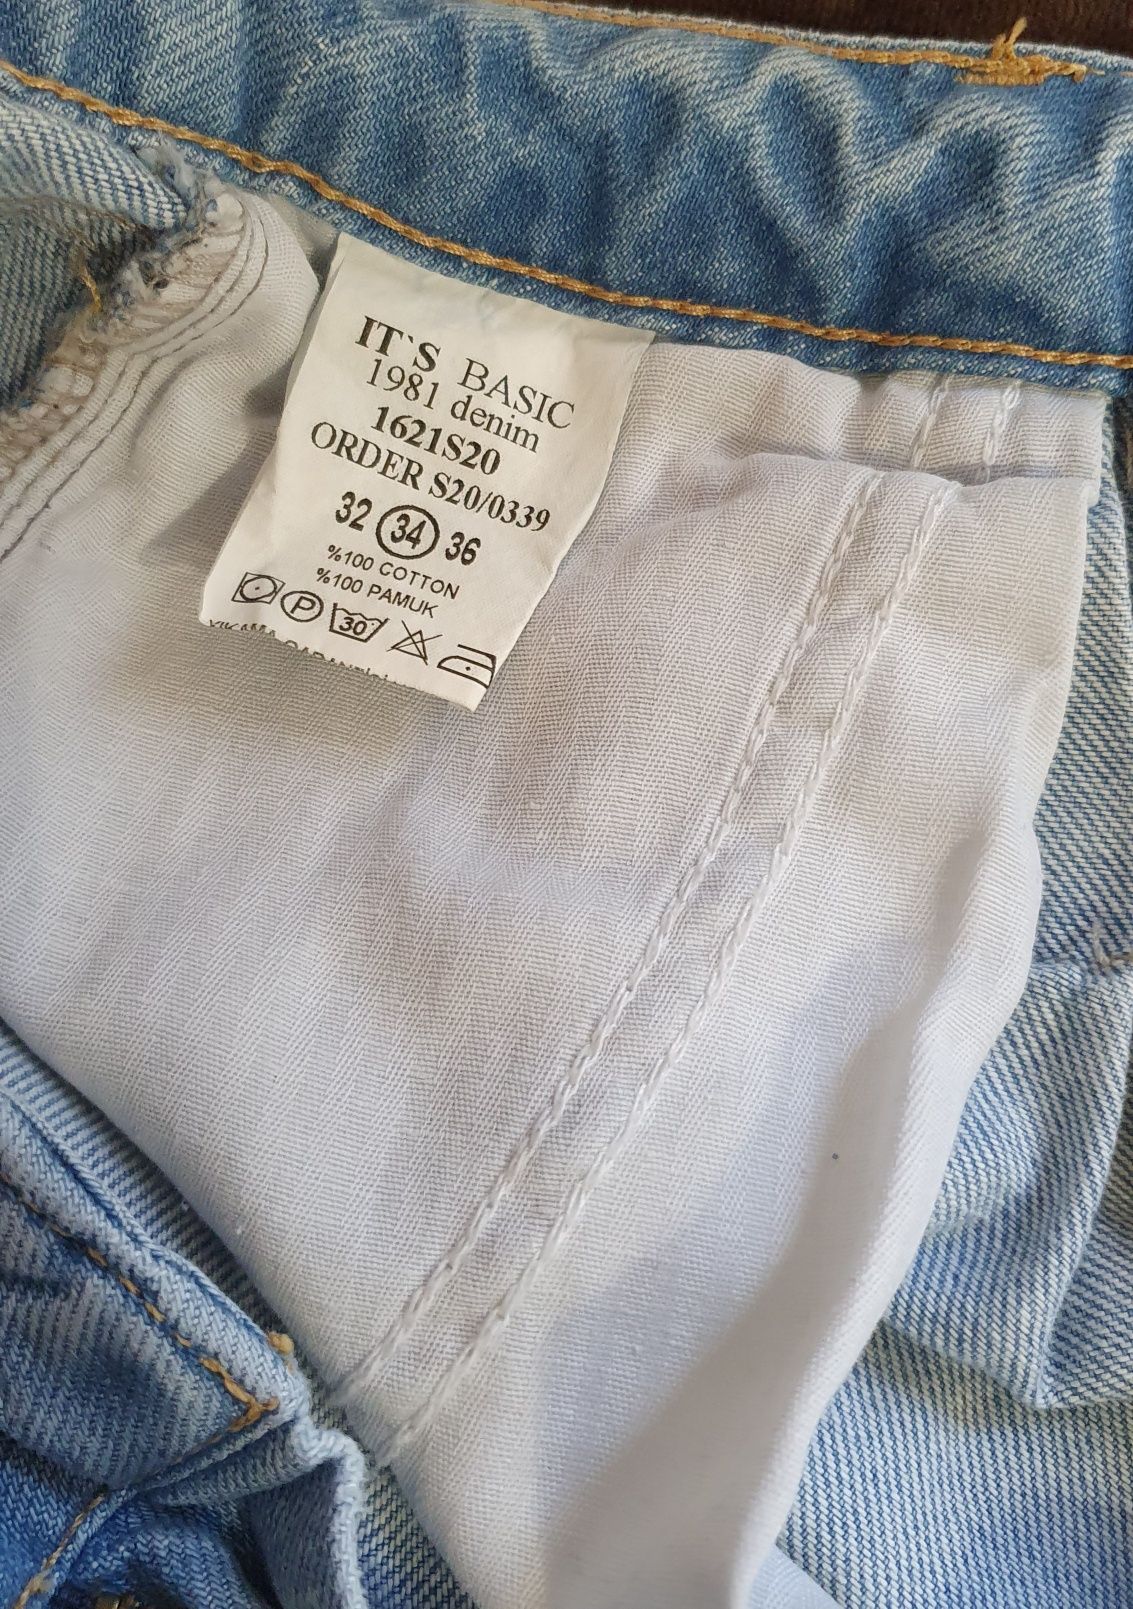 IT`S BASIC
1981 denim
1621S20
ORDER S20/0339
32 34 36
%100 COTTON
%100 PAMUK
P 30